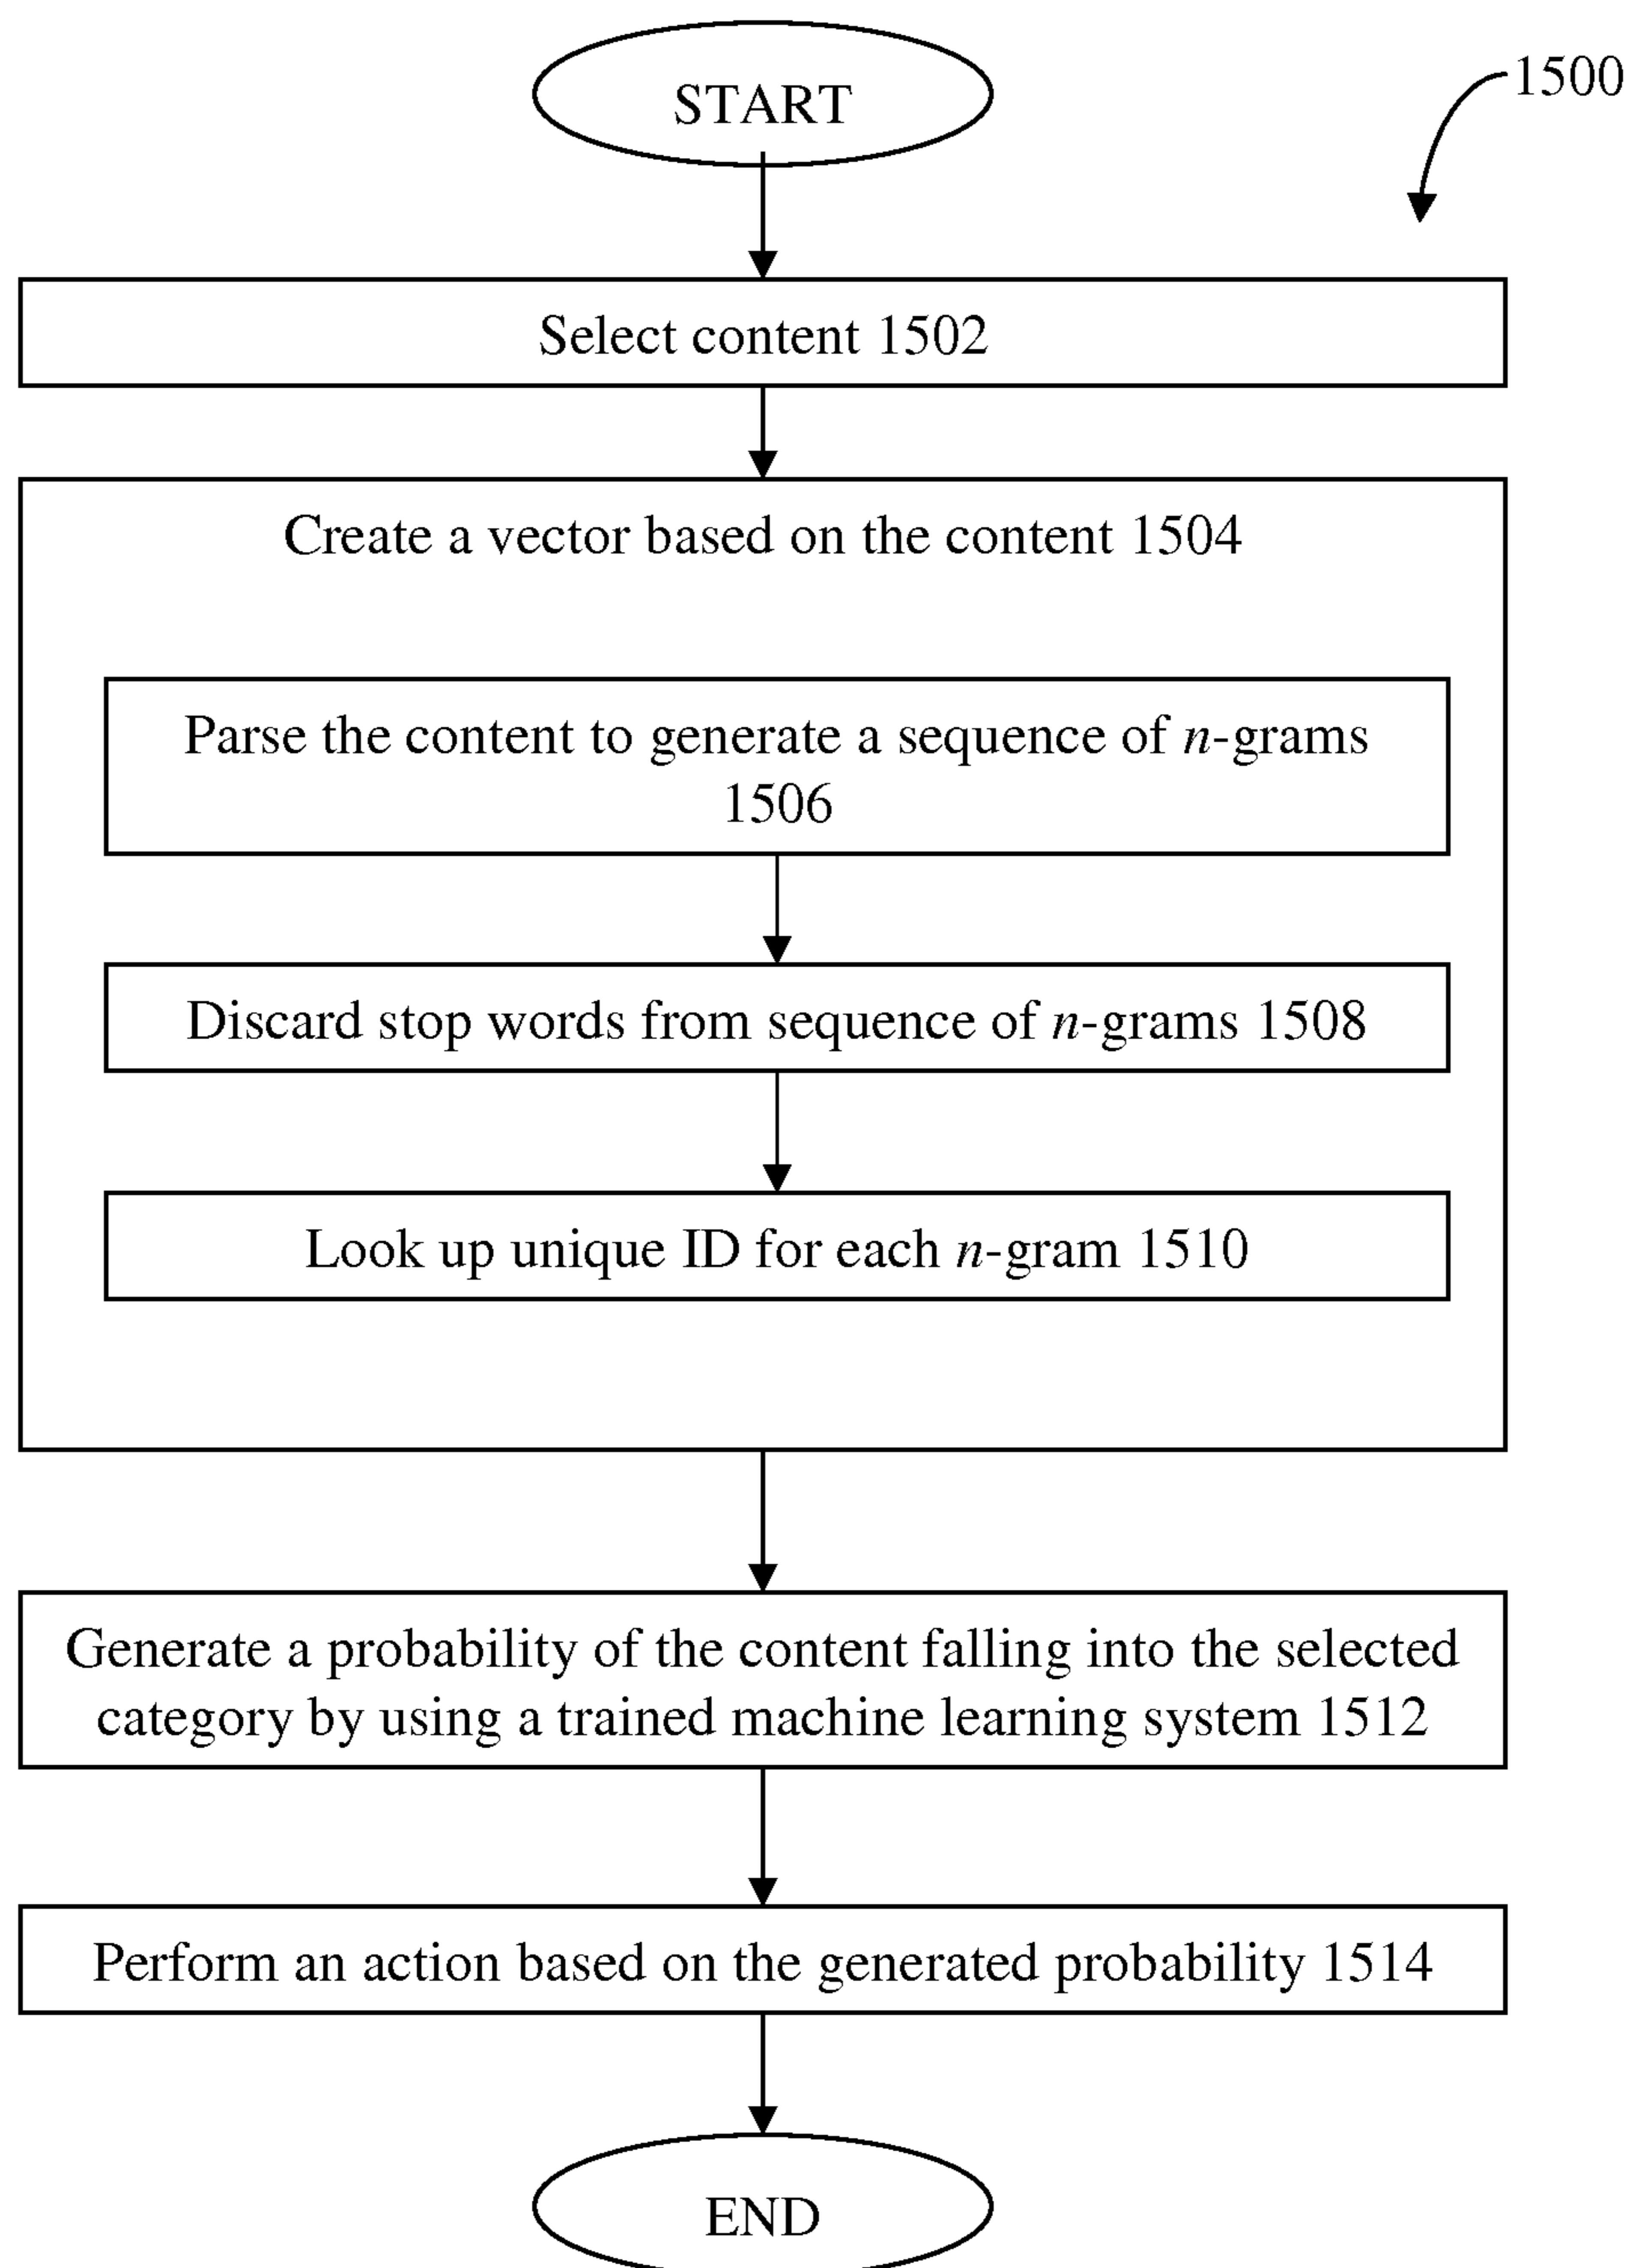 START
1500
Select content 1502
Create a vector based on the content 1504
Parse the content to generate a sequence of n-grams
1506
Discard stop words from sequence of n-grams 1508
Look up unique ID for each n-gram 1510
Generate a probability of the content falling into the selected
category by using a trained machine learning system 1512
Perform an action based on the generated probability 1514
END